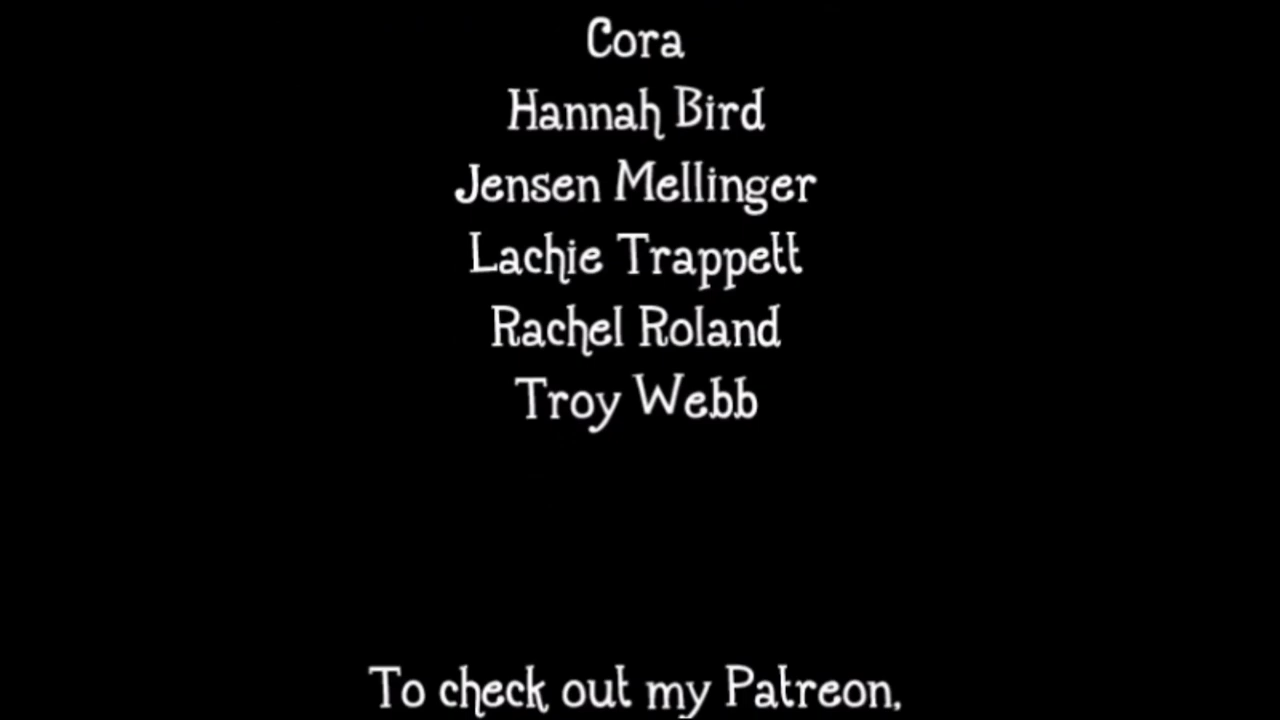 Cora
Hannah Bird
Jensen Mellinger
Lachie Trappett
Rachel Roland
Troy Webb
To check out my Patreon,